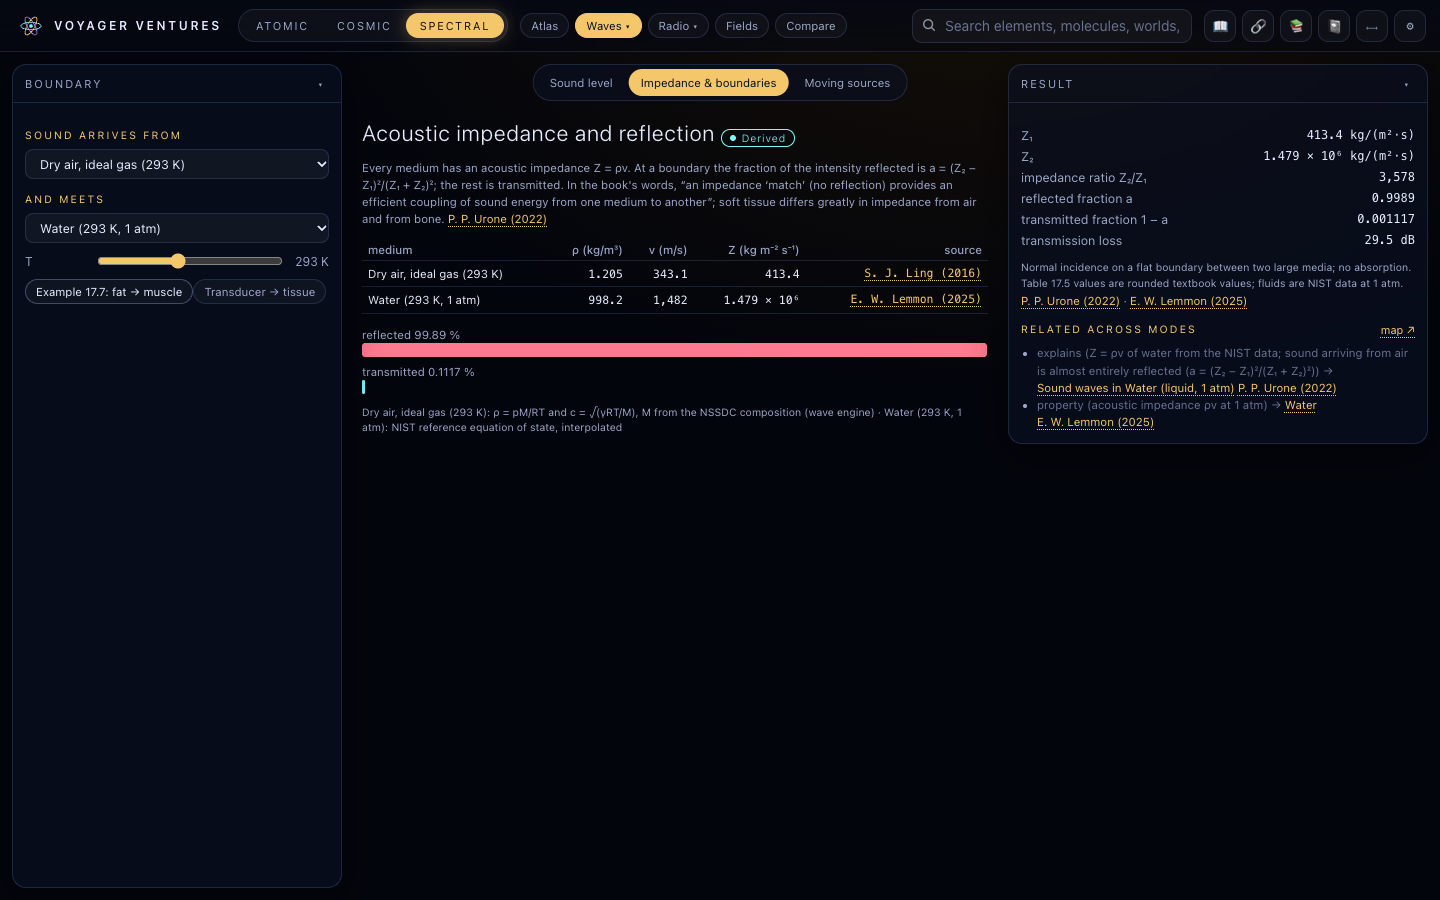 VOYAGER VENTURES
ATOMIC COSMIC SPECTRAL
Atlas Waves ▾ Radio ▾ Fields Compare
Search elements, molecules, worlds,
BOUNDARY
SOUND ARRIVES FROM
Dry air, ideal gas (293 K)
AND MEETS
Water (293 K, 1 atm)
T 293 K
Example 17.7: fat → muscle Transducer → tissue
Sound level Impedance & boundaries Moving sources
Acoustic impedance and reflection Derived
Every medium has an acoustic impedance Z = ρv. At a boundary the fraction of the intensity reflected is a = (Z₂ −
Z₁)²/(Z₁ + Z₂)²; the rest is transmitted. In the book's words, “an impedance ‘match’ (no reflection) provides an
efficient coupling of sound energy from one medium to another”; soft tissue differs greatly in impedance from air
and from bone. P. P. Urone (2022)
medium ρ (kg/m³) v (m/s) Z (kg m⁻² s⁻¹) source
Dry air, ideal gas (293 K) 1.205 343.1 413.4 S. J. Ling (2016)
Water (293 K, 1 atm) 998.2 1,482 1.479 × 10⁶ E. W. Lemmon (2025)
reflected 99.89 %
transmitted 0.1117 %
Dry air, ideal gas (293 K): ρ = pM/RT and c = √(γRT/M), M from the NSSDC composition (wave engine) · Water (293 K, 1
atm): NIST reference equation of state, interpolated
RESULT
Z₁ 413.4 kg/(m²·s)
Z₂ 1.479 × 10⁶ kg/(m²·s)
impedance ratio Z₂/Z₁ 3,578
reflected fraction a 0.9989
transmitted fraction 1 − a 0.001117
transmission loss 29.5 dB
Normal incidence on a flat boundary between two large media; no absorption.
Table 17.5 values are rounded textbook values; fluids are NIST data at 1 atm.
P. P. Urone (2022) · E. W. Lemmon (2025)
RELATED ACROSS MODES map ↗
• explains (Z = ρv of water from the NIST data; sound arriving from air
is almost entirely reflected (a = (Z₂ − Z₁)²/(Z₁ + Z₂)²)) →
Sound waves in Water (liquid, 1 atm) P. P. Urone (2022)
• property (acoustic impedance ρv at 1 atm) → Water
E. W. Lemmon (2025)